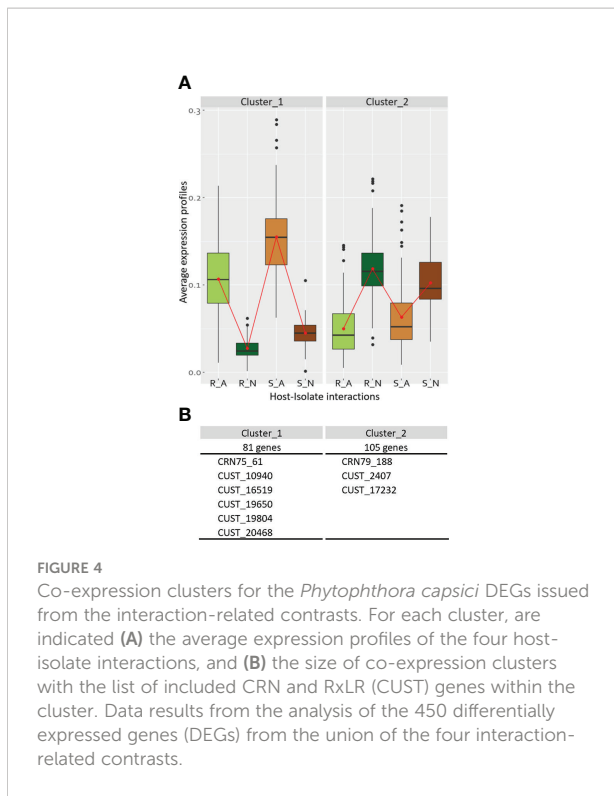 A
Cluster_1 Cluster_2
0.3
0.2
0.1
0.0
Average expression profiles
R_A R_N S_A S_N R_A R_N S_A S_N
Host-Isolate interactions
B
Cluster_1 Cluster_2
81 genes 105 genes
CRN75_61 CRN79_188
CUST_10940 CUST_2407
CUST_16519 CUST_17232
CUST_19650
CUST_19804
CUST_20468
FIGURE 4
Co-expression clusters for the Phytophthora capsici DEGs issued
from the interaction-related contrasts. For each cluster, are
indicated (A) the average expression profiles of the four host-
isolate interactions, and (B) the size of co-expression clusters
with the list of included CRN and RxLR (CUST) genes within the
cluster. Data results from the analysis of the 450 differentially
expressed genes (DEGs) from the union of the four interaction-
related contrasts.